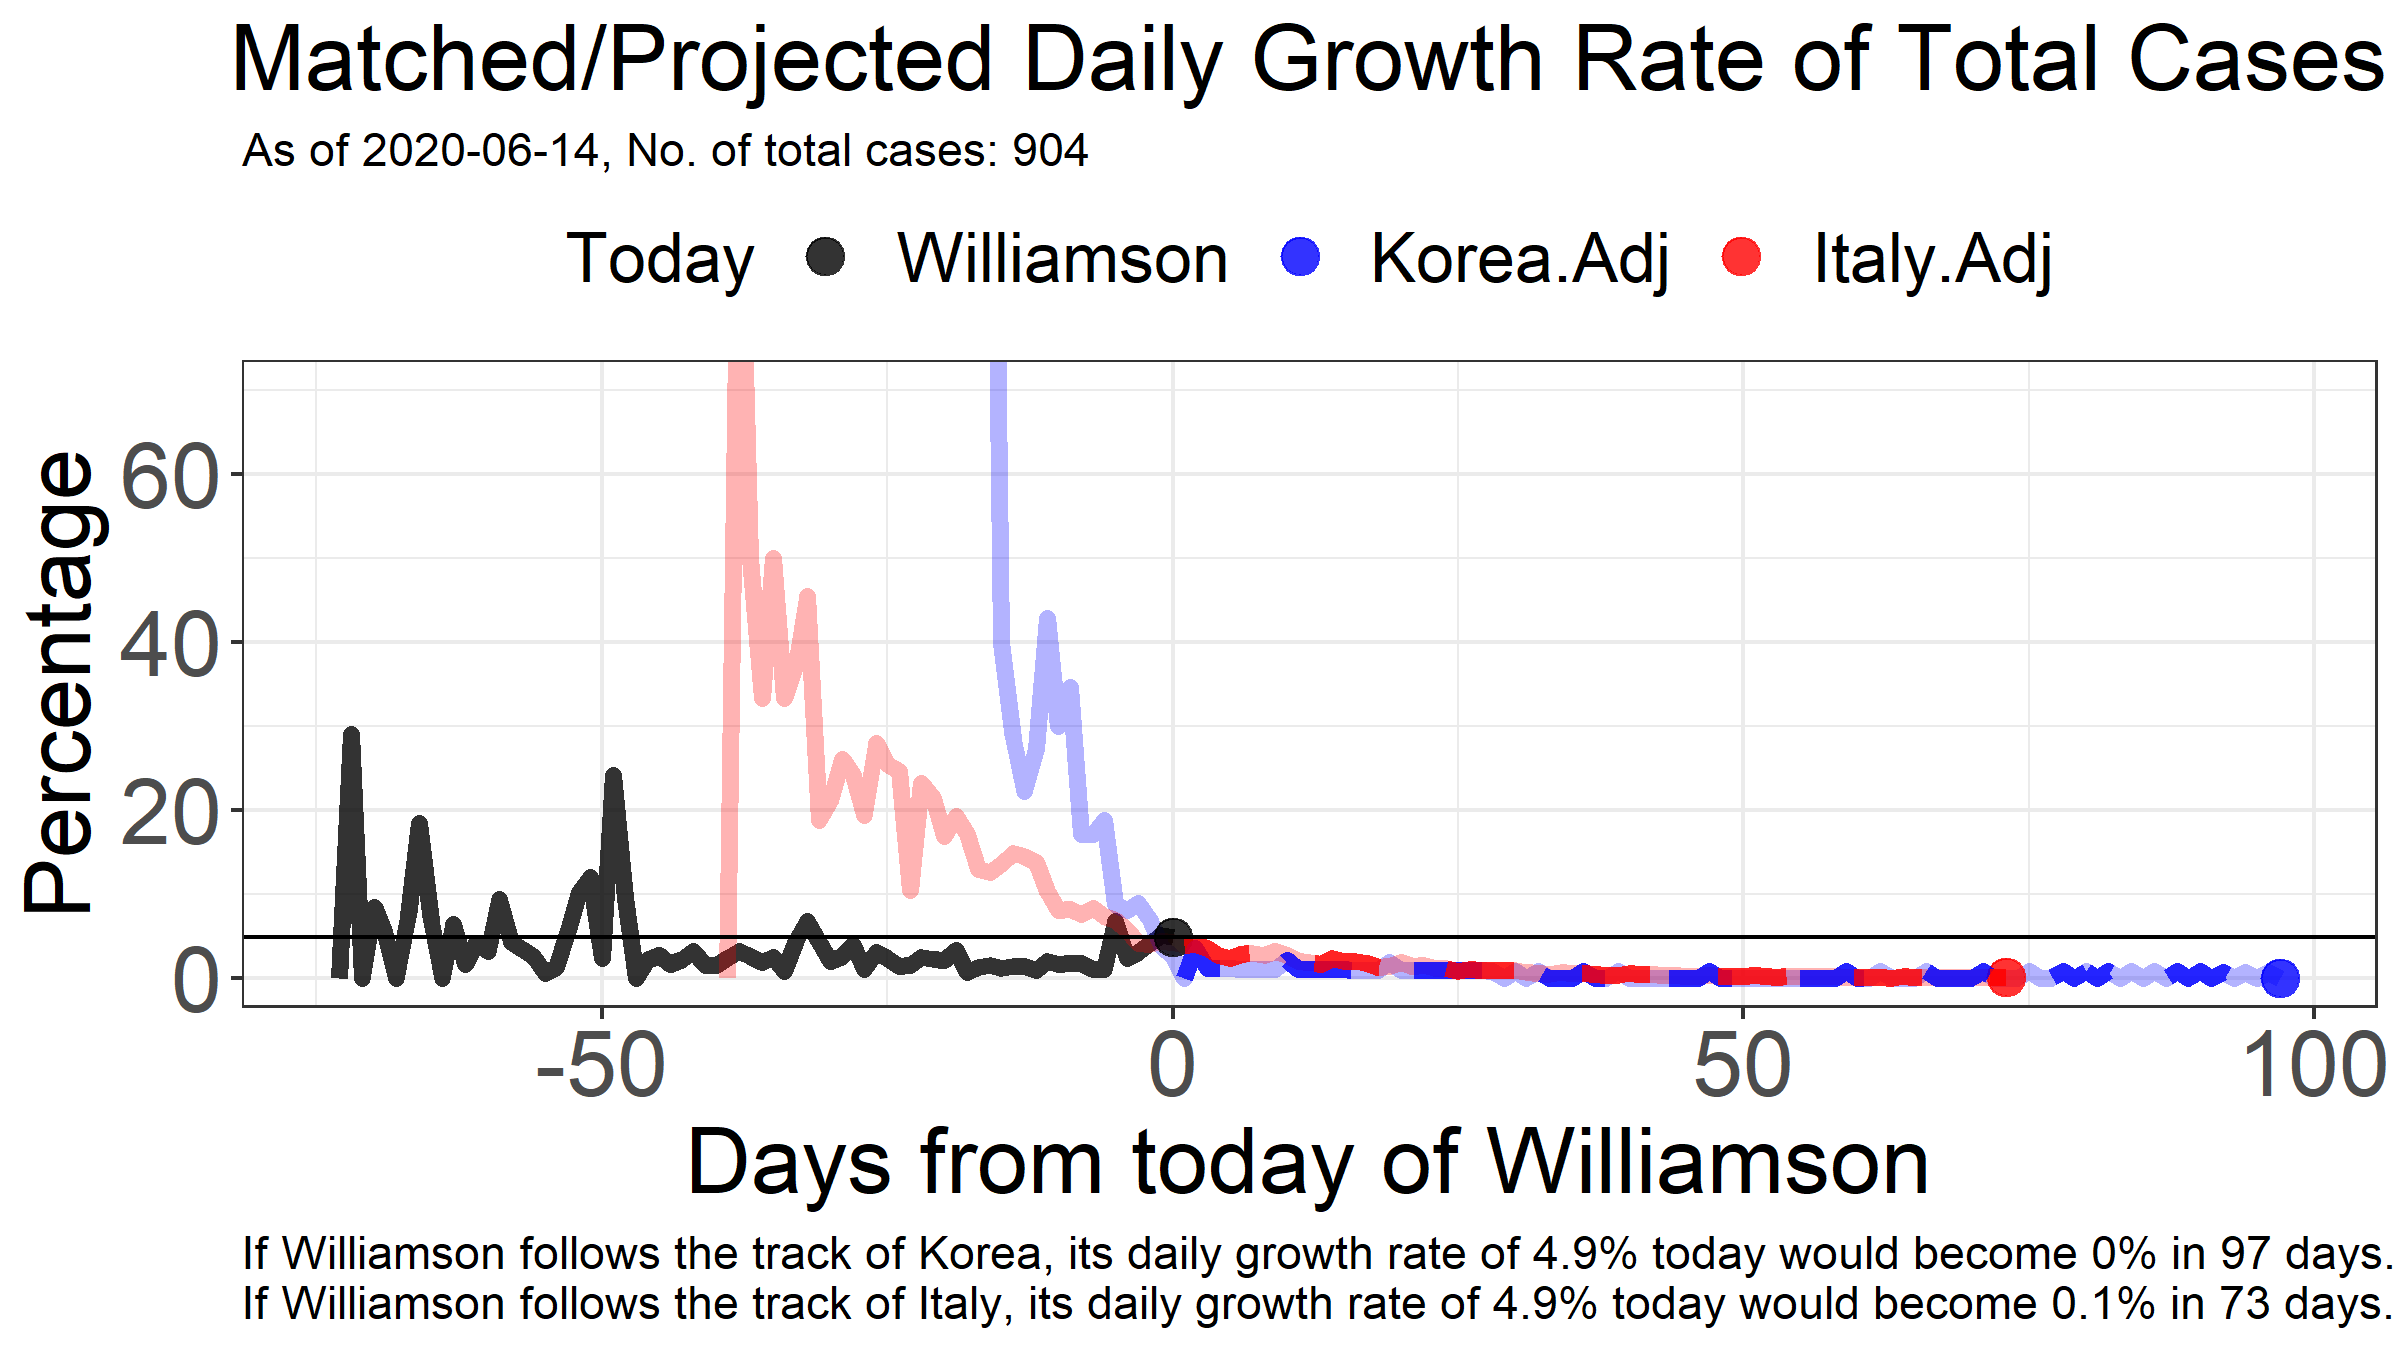 Matched/Projected Daily Growth Rate of Total Cases
As of 2020-06-14, No. of total cases: 904
Today Williamson Korea.Adj Italy.Adj
Percentage
60
40
20
0
-50 0 50 100
Days from today of Williamson
If Williamson follows the track of Korea, its daily growth rate of 4.9% today would become 0% in 97 days.
If Williamson follows the track of Italy, its daily growth rate of 4.9% today would become 0.1% in 73 days.